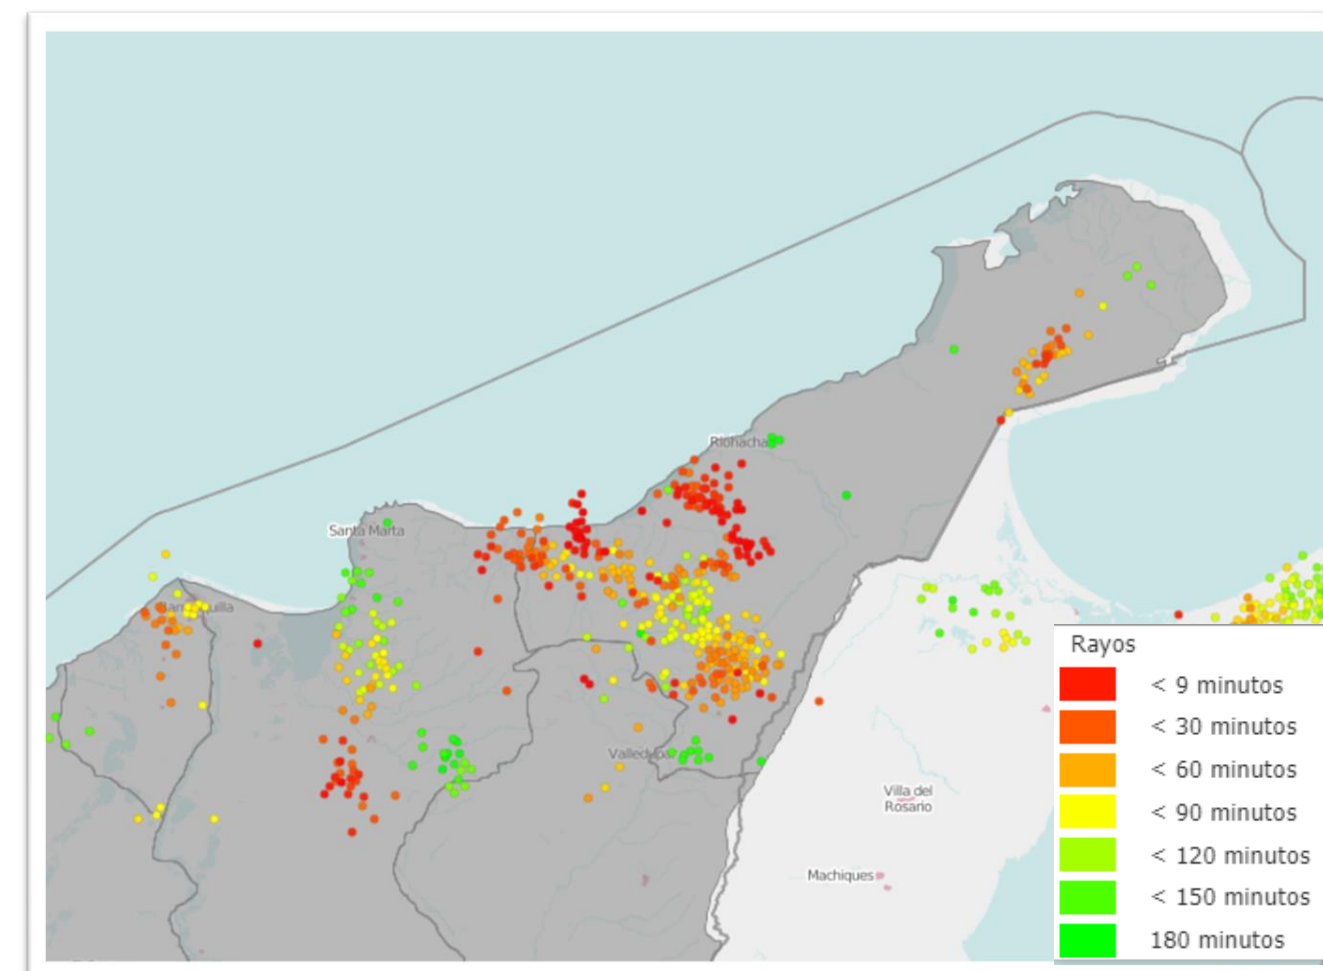 Riohacha
Santa Marta
Valledupar
Villa del
Rosario
Machiques
Rayos
< 9 minutos
< 30 minutos
< 60 minutos
< 90 minutos
< 120 minutos
< 150 minutos
180 minutos